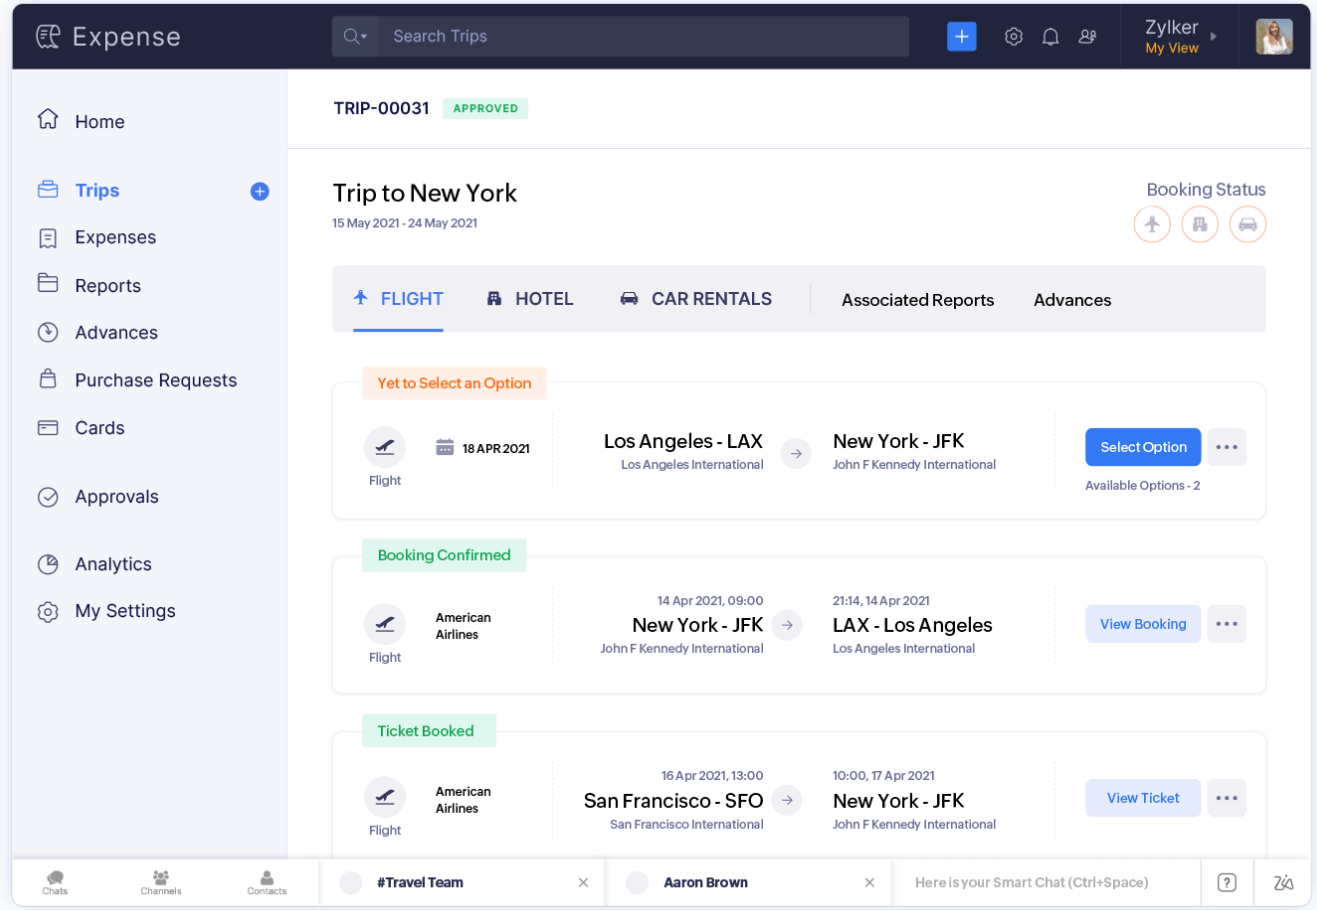 Expense
Search Trips
Zylker
My View
Home
Trips
Expenses
Reports
Advances
Purchase Requests
Cards
Approvals
Analytics
My Settings
TRIP-00031 APPROVED
Trip to New York
15 May 2021 - 24 May 2021
Booking Status
FLIGHT HOTEL CAR RENTALS Associated Reports Advances
Yet to Select an Option
Flight
18 APR 2021
Los Angeles - LAX
Los Angeles International
New York - JFK
John F Kennedy International
Select Option
Available Options - 2
Booking Confirmed
Flight
American
Airlines
14 Apr 2021, 09:00
New York - JFK
John F Kennedy International
21:14, 14 Apr 2021
LAX - Los Angeles
Los Angeles International
View Booking
Ticket Booked
Flight
American
Airlines
16 Apr 2021, 13:00
San Francisco - SFO
San Francisco International
10:00, 17 Apr 2021
New York - JFK
John F Kennedy International
View Ticket
Chats
Channels
Contacts
#Travel Team
Aaron Brown
Here is your Smart Chat (Ctrl+Space)